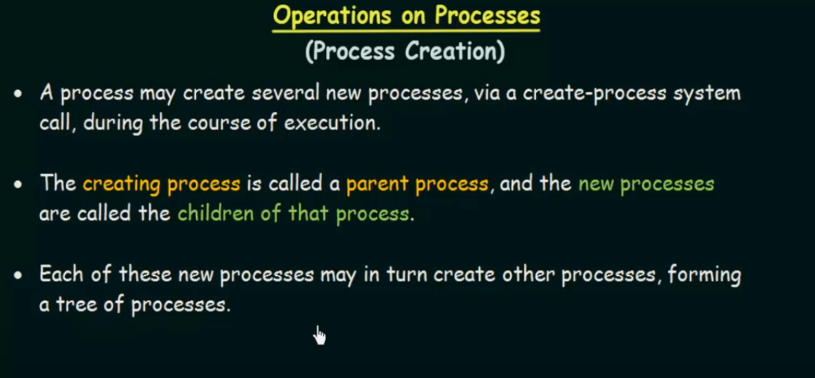 Operations on Processes
(Process Creation)
• A process may create several new processes, via a create-process system
call, during the course of execution.
• The creating process is called a parent process, and the new processes
are called the children of that process.
• Each of these new processes may in turn create other processes, forming
a tree of processes.